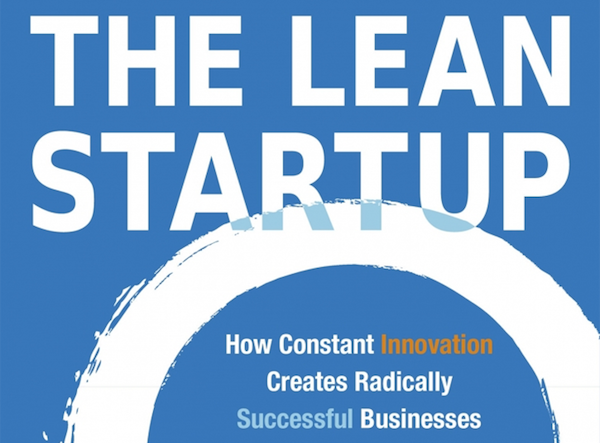 THE LEAN
STARTUP
How Constant Innovation
Creates Radically
Successful Businesses